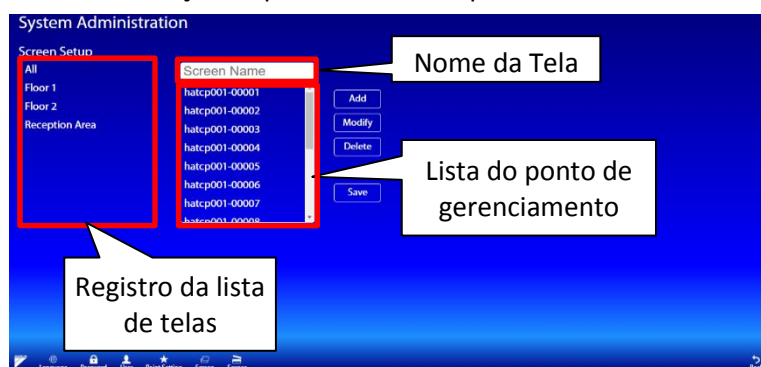 System Administration
Screen Setup
All
Floor 1
Floor 2
Reception Area
Screen Name
Nome da Tela
hatcp001-00001
hatcp001-00002
hatcp001-00003
hatcp001-00004
hatcp001-00005
hatcp001-00006
hatcp001-00007
hatcp001-00008
Add
Modify
Delete
Save
Lista do ponto de
gerenciamento
Registro da lista
de telas